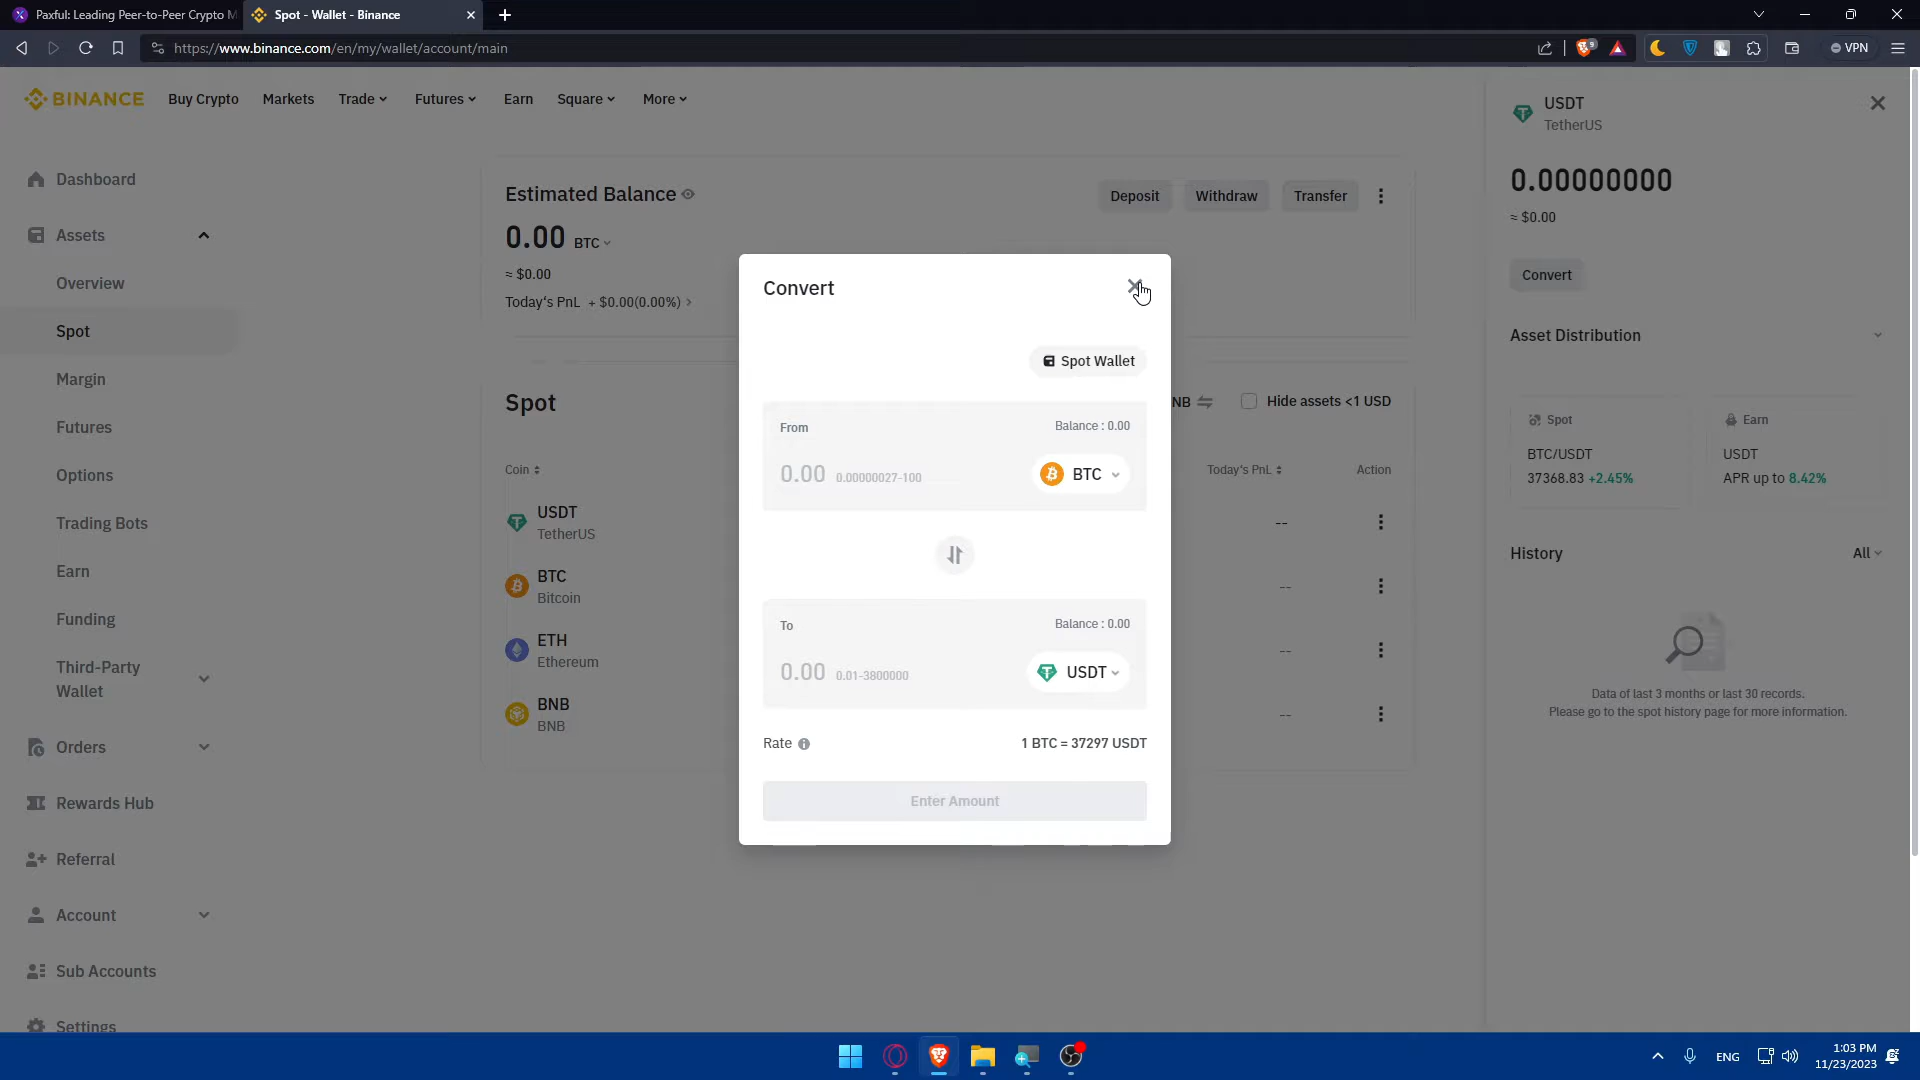 Paxful: Leading Peer-to-Peer Crypto M
Spot - Wallet - Binance
https://www.binance.com/en/my/wallet/account/main
9
VPN
BINANCE
Buy Crypto
Markets
Trade
Futures
Earn
Square
More
Dashboard
Assets
Overview
Spot
Margin
Futures
Options
Trading Bots
Earn
Funding
Third-Party
Wallet
Orders
Rewards Hub
Referral
Account
Sub Accounts
Settings
Estimated Balance
Deposit
Withdraw
Transfer
0.00 BTC
≈ $0.00
Today's PnL + $0.00(0.00%)
Spot
NB
Hide assets <1 USD
Coin
Today's PnL
Action
USDT
TetherUS
--
BTC
Bitcoin
--
ETH
Ethereum
--
BNB
BNB
--
Convert
Spot Wallet
From
Balance : 0.00
0.00 0.00000027-100
BTC
To
Balance : 0.00
0.00 0.01-3800000
USDT
Rate
1 BTC = 37297 USDT
Enter Amount
USDT
TetherUS
0.00000000
≈ $0.00
Convert
Asset Distribution
Spot
BTC/USDT
37368.83 +2.45%
Earn
USDT
APR up to 8.42%
History
All
Data of last 3 months or last 30 records.
Please go to the spot history page for more information.
ENG
1:03 PM
11/23/2023